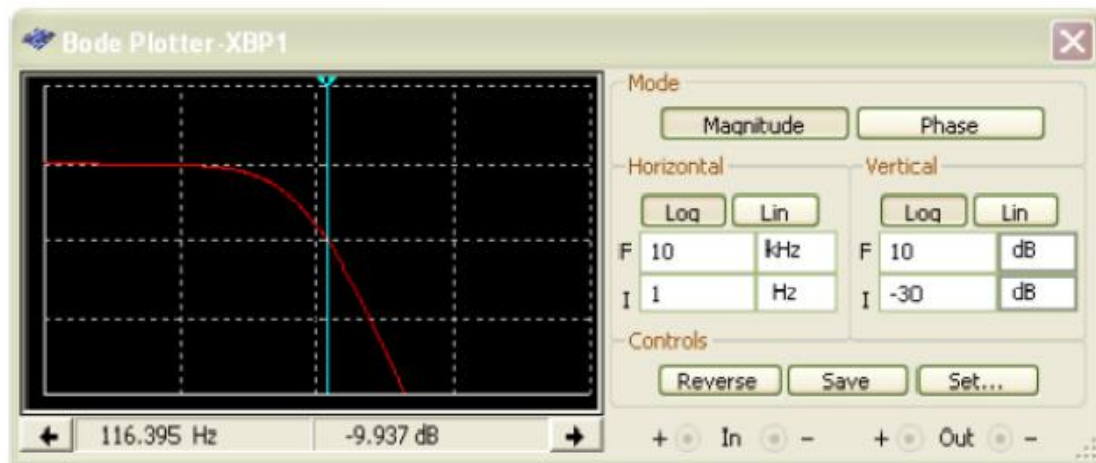 Bode Plotter-XBP1
Mode
Magnitude Phase
Horizontal Vertical
Log Lin Log Lin
F 10 kHz F 10 dB
I 1 Hz I -30 dB
Controls
Reverse Save Set...
116.395 Hz -9.937 dB + In - + Out -